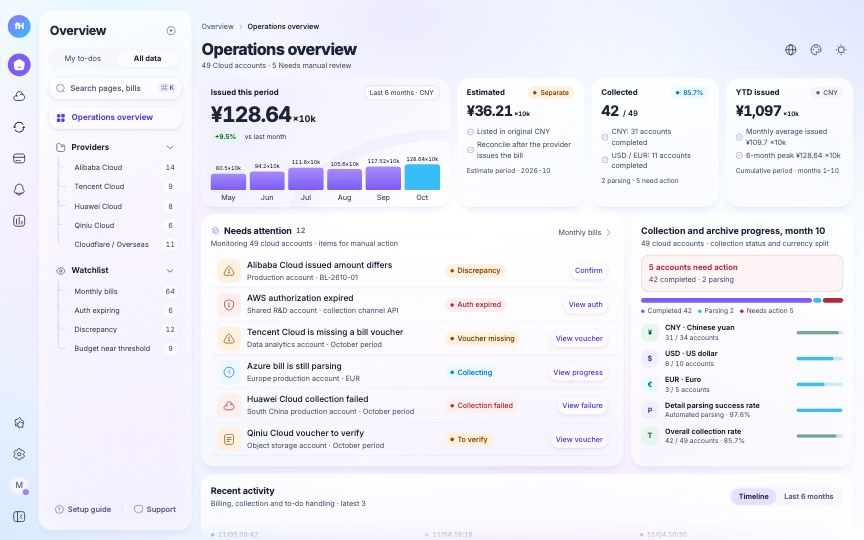 fH
Overview
My to-dos
All data
Search pages, bills
⌘ K
Operations overview
Providers
Alibaba Cloud 14
Tencent Cloud 9
Huawei Cloud 8
Qiniu Cloud 6
Cloudflare / Overseas 11
Watchlist
Monthly bills 64
Auth expiring 6
Discrepancy 12
Budget near threshold 9
Setup guide
Support
M
Overview > Operations overview
Operations overview
49 Cloud accounts · 5 Needs manual review
Issued this period
Last 6 months · CNY
¥128.64×10k
+9.5% vs last month
80.5×10k 94.2×10k 111.8×10k 105.6×10k 117.52×10k 128.64×10k
May Jun Jul Aug Sep Oct
Estimated
Separate
¥36.21×10k
Listed in original CNY
Reconcile after the provider
issues the bill
Estimate period · 2026-10
Collected
85.7%
42 / 49
CNY: 31 accounts
completed
USD / EUR: 11 accounts
completed
2 parsing · 5 need action
YTD issued
CNY
¥1,097×10k
Monthly average issued
¥109.7 ×10k
6-month peak ¥128.64 ×10k
Cumulative period · months 1–10
Needs attention 12
Monitoring 49 cloud accounts · items for manual action
Monthly bills
Alibaba Cloud issued amount differs
Production account · BL-2610-01
Discrepancy
Confirm
AWS authorization expired
Shared R&D account · collection channel API
Auth expired
View auth
Tencent Cloud is missing a bill voucher
Data analytics account · October period
Voucher missing
View voucher
Azure bill is still parsing
Europe production account · EUR
Collecting
View progress
Huawei Cloud collection failed
South China production account · October period
Collection failed
View failure
Qiniu Cloud voucher to verify
Object storage account · October period
To verify
View voucher
Collection and archive progress, month 10
49 cloud accounts · collection status and currency split
5 accounts need action
42 completed · 2 parsing
Completed 42 Parsing 2 Needs action 5
¥ CNY · Chinese yuan
31 / 34 accounts
$ USD · US dollar
8 / 10 accounts
€ EUR · Euro
3 / 5 accounts
P Detail parsing success rate
Automated parsing · 97.6%
T Overall collection rate
42 / 49 accounts · 85.7%
Recent activity
Billing, collection and to-do handling · latest 3
Timeline
Last 6 months
11/05 09:42
11/04 16:18
11/04 10:30